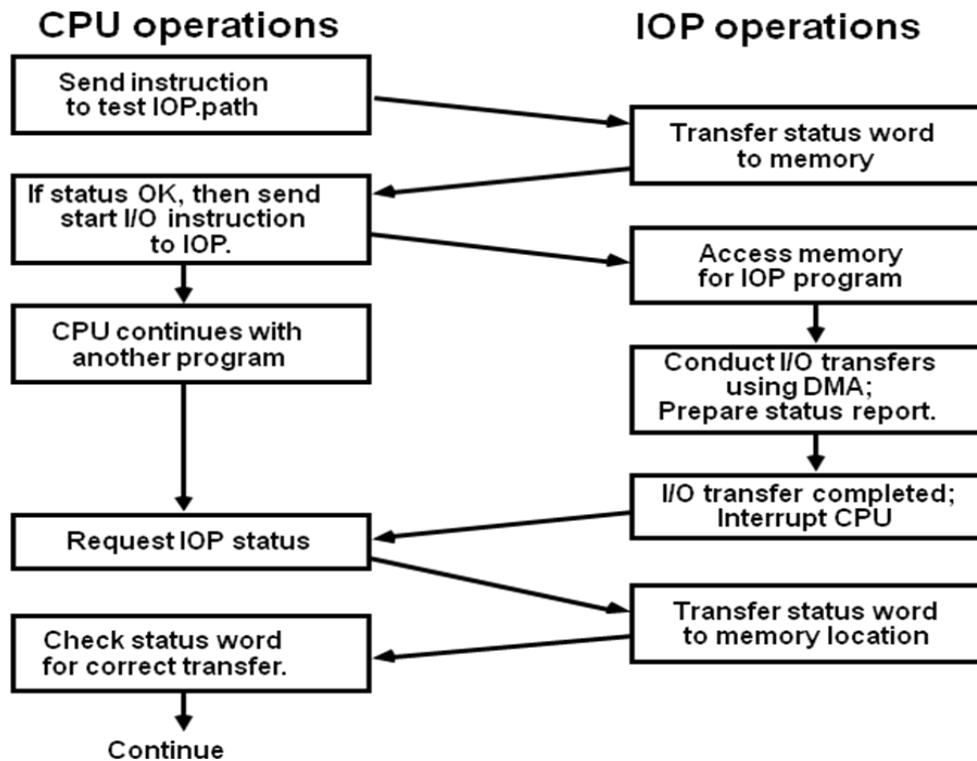 CPU operations
IOP operations
Send instruction
to test IOP.path
Transfer status word
to memory
If status OK, then send
start I/O instruction
to IOP.
Access memory
for IOP program
CPU continues with
another program
Conduct I/O transfers
using DMA;
Prepare status report.
I/O transfer completed;
Interrupt CPU
Request IOP status
Transfer status word
to memory location
Check status word
for correct transfer.
Continue